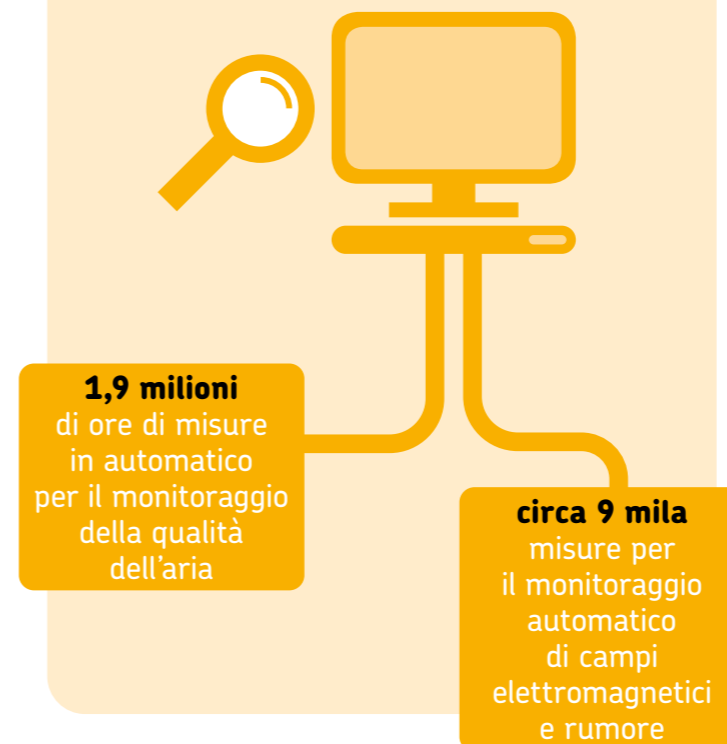 1,9 milioni
di ore di misure
in automatico
per il monitoraggio
della qualità
dell’aria
circa 9 mila
misure per
il monitoraggio
automatico
di campi
elettromagnetici
e rumore